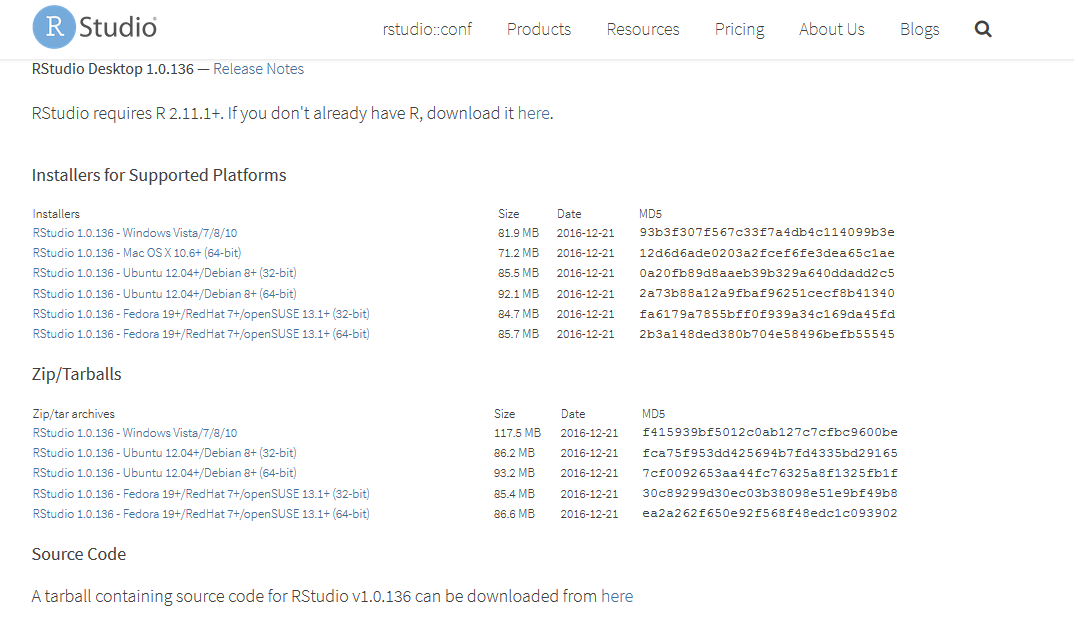 R Studio®
rstudio::conf Products Resources Pricing About Us Blogs
RStudio Desktop 1.0.136 — Release Notes
RStudio requires R 2.11.1+. If you don't already have R, download it here.
Installers for Supported Platforms
Installers Size Date MD5
RStudio 1.0.136 - Windows Vista/7/8/10 81.9 MB 2016-12-21 93b3f307f567c33f7a4db4c114099b3e
RStudio 1.0.136 - Mac OS X 10.6+ (64-bit) 71.2 MB 2016-12-21 12d6d6ade0203a2fcef6fe3dea65c1ae
RStudio 1.0.136 - Ubuntu 12.04+/Debian 8+ (32-bit) 85.5 MB 2016-12-21 0a20fb89d8aaeb39b329a640ddadd2c5
RStudio 1.0.136 - Ubuntu 12.04+/Debian 8+ (64-bit) 92.1 MB 2016-12-21 2a73b88a12a9fbaf96251cecf8b41340
RStudio 1.0.136 - Fedora 19+/RedHat 7+/openSUSE 13.1+ (32-bit) 84.7 MB 2016-12-21 fa6179a7855bff0f939a34c169da45fd
RStudio 1.0.136 - Fedora 19+/RedHat 7+/openSUSE 13.1+ (64-bit) 85.7 MB 2016-12-21 2b3a148ded380b704e58496befb55545
Zip/Tarballs
Zip/tar archives Size Date MD5
RStudio 1.0.136 - Windows Vista/7/8/10 117.5 MB 2016-12-21 f415939bf5012c0ab127c7cfbc9600be
RStudio 1.0.136 - Ubuntu 12.04+/Debian 8+ (32-bit) 86.2 MB 2016-12-21 fca75f953dd425694b7fd4335bd29165
RStudio 1.0.136 - Ubuntu 12.04+/Debian 8+ (64-bit) 93.2 MB 2016-12-21 7cf0092653aa44fc76325a8f1325fb1f
RStudio 1.0.136 - Fedora 19+/RedHat 7+/openSUSE 13.1+ (32-bit) 85.4 MB 2016-12-21 30c89299d30ec03b38098e51e9bf49b8
RStudio 1.0.136 - Fedora 19+/RedHat 7+/openSUSE 13.1+ (64-bit) 86.6 MB 2016-12-21 ea2a262f650e92f568f48edc1c093902
Source Code
A tarball containing source code for RStudio v1.0.136 can be downloaded from here